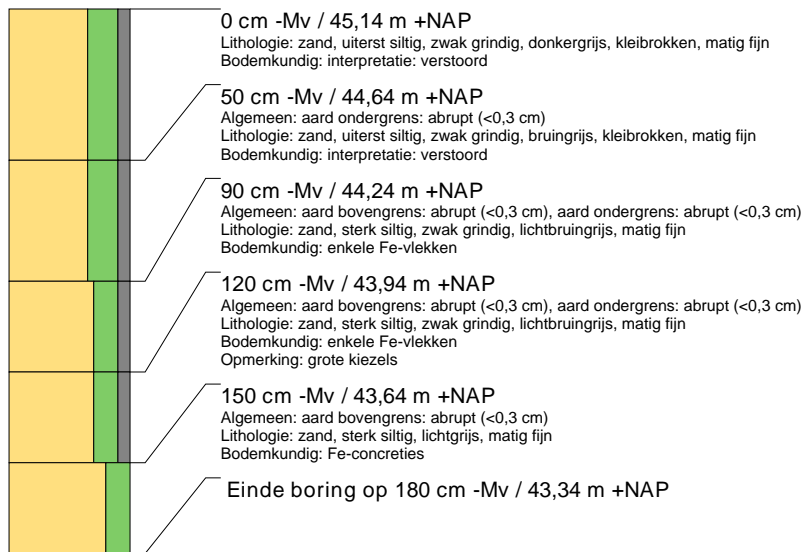 0 cm -Mv / 45,14 m +NAP
Lithologie: zand, uiterst siltig, zwak grindig, donkergrijs, kleibrokken, matig fijn
Bodemkundig: interpretatie: verstoord
50 cm -Mv / 44,64 m +NAP
Algemeen: aard ondergrens: abrupt (<0,3 cm)
Lithologie: zand, uiterst siltig, zwak grindig, bruingrijs, kleibrokken, matig fijn
Bodemkundig: interpretatie: verstoord
90 cm -Mv / 44,24 m +NAP
Algemeen: aard bovengrens: abrupt (<0,3 cm), aard ondergrens: abrupt (<0,3 cm)
Lithologie: zand, sterk siltig, zwak grindig, lichtbruingrijs, matig fijn
Bodemkundig: enkele Fe-vlekken
120 cm -Mv / 43,94 m +NAP
Algemeen: aard bovengrens: abrupt (<0,3 cm), aard ondergrens: abrupt (<0,3 cm)
Lithologie: zand, sterk siltig, zwak grindig, lichtbruingrijs, matig fijn
Bodemkundig: enkele Fe-vlekken
Opmerking: grote kiezels
150 cm -Mv / 43,64 m +NAP
Algemeen: aard bovengrens: abrupt (<0,3 cm)
Lithologie: zand, sterk siltig, lichtgrijs, matig fijn
Bodemkundig: Fe-concreties
Einde boring op 180 cm -Mv / 43,34 m +NAP